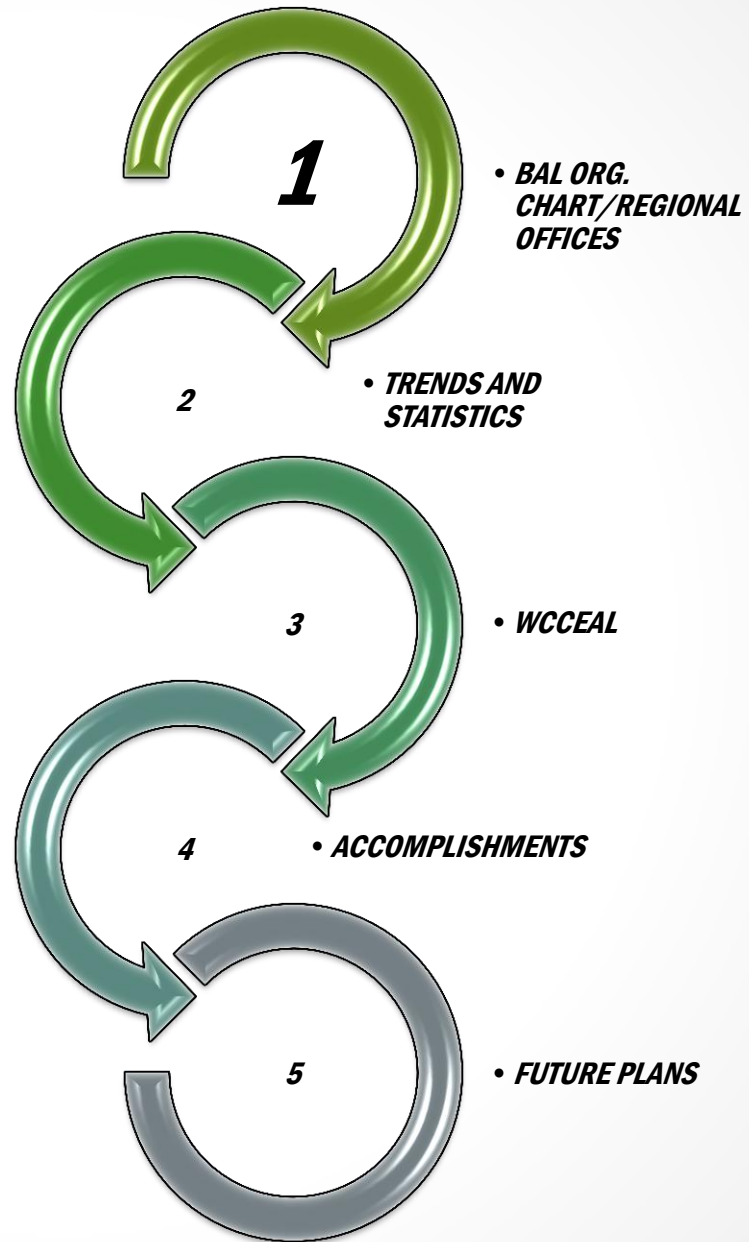 1
• BAL ORG.
CHART/REGIONAL
OFFICES
2
• TRENDS AND
STATISTICS
3
• WCCEAL
4
• ACCOMPLISHMENTS
5
• FUTURE PLANS